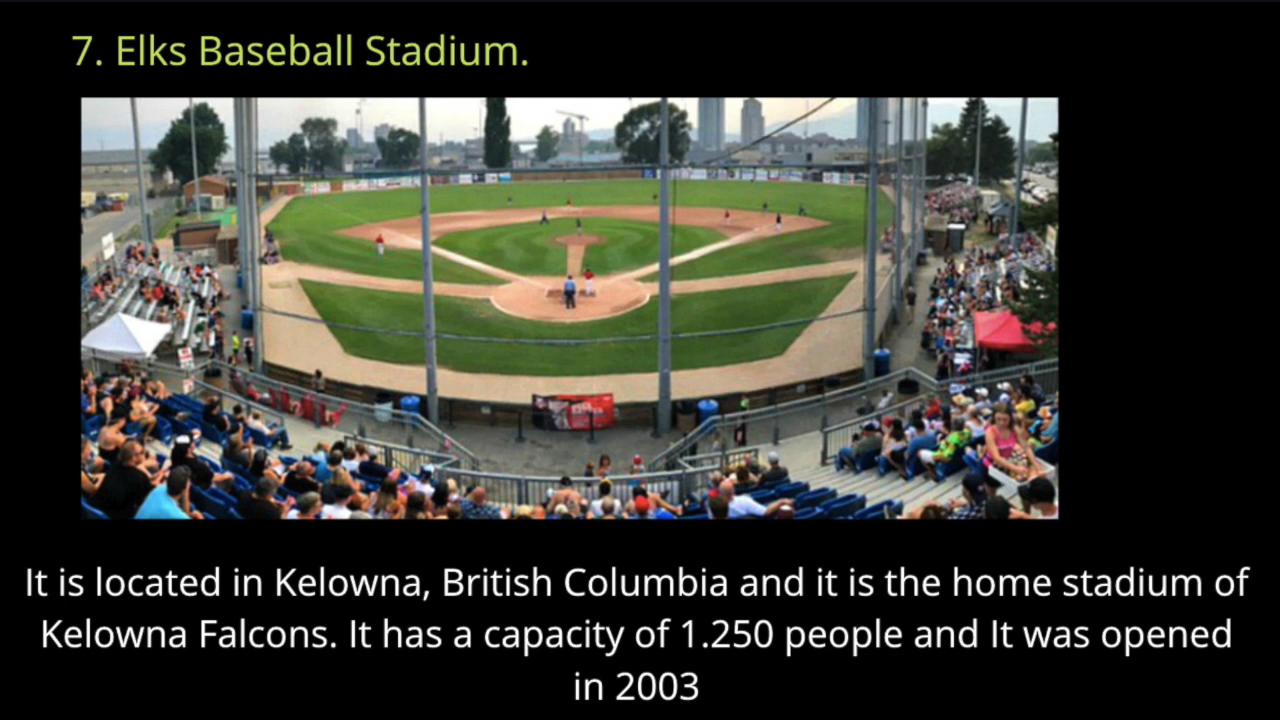 7. Elks Baseball Stadium.
It is located in Kelowna, British Columbia and it is the home stadium of
Kelowna Falcons. It has a capacity of 1.250 people and It was opened
in 2003